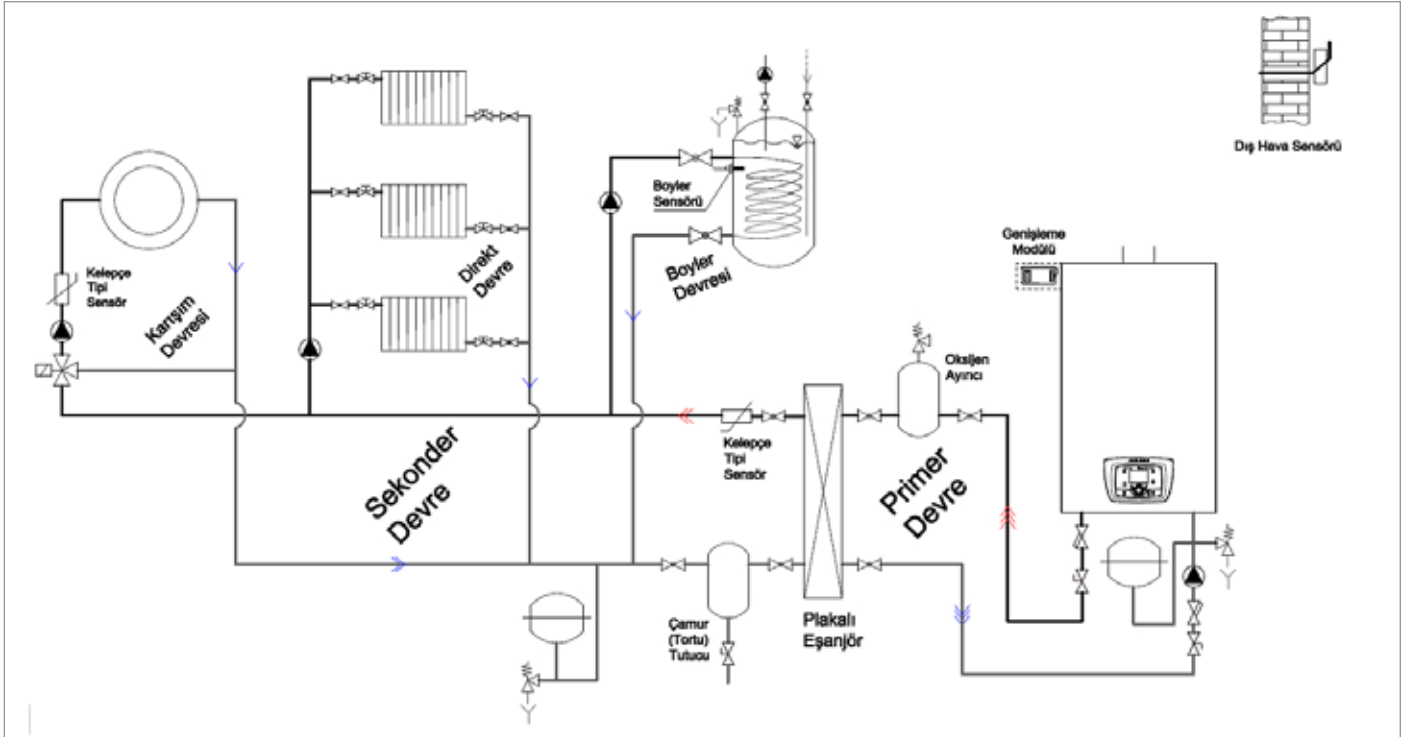 Dış Hava Sensörü
Boyler
Sensörü
Direkt
Devre
Boyler
Devresi
Genişleme
Modülü
Kelepçe
Tipi
Sensör
Karışım
Devresi
Oksijen
Ayırıcı
Kelepçe
Tipi
Sensör
Sekonder
Devre
Primer
Devre
Çamur
(Tortu)
Tutucu
Plakalı
Eşanjör